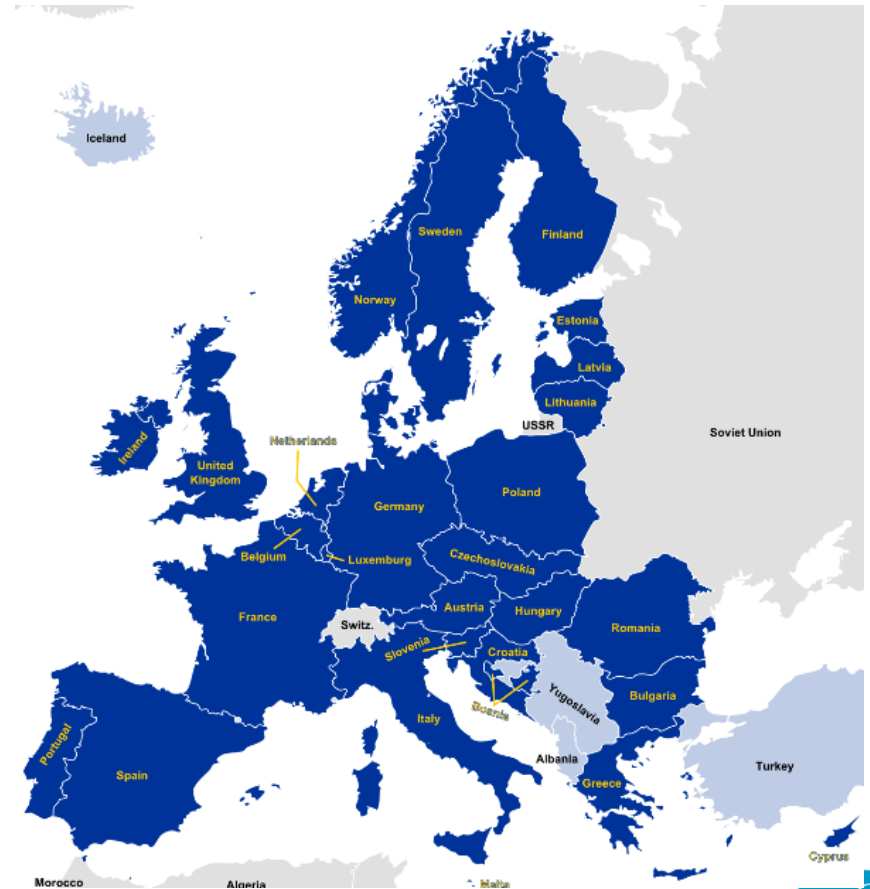 Iceland
Sweden
Finland
Norway
Estonia
Latvia
Lithuania
USSR
Soviet Union
Netherlands
Ireland
United
Kingdom
Germany
Poland
Belgium
Luxemburg
Czechoslovakia
France
Switz.
Austria
Hungary
Slovenia
Croatia
Romania
Bosnia
Yugoslavia
Bulgaria
Italy
Portugal
Spain
Albania
Greece
Turkey
Cyprus
Morocco
Algeria
Malta